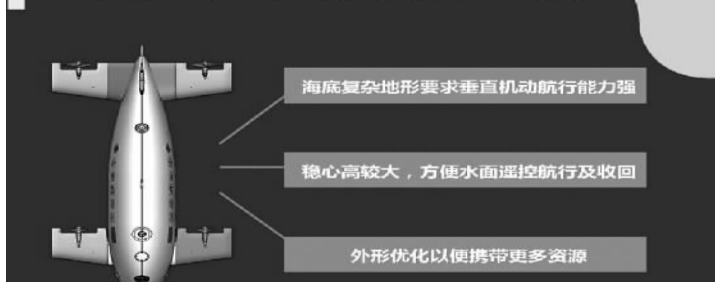 海底复杂地形要求垂直机动航行能力强
稳心高较大，方便水面遥控航行及收回
外形优化以便携带更多资源